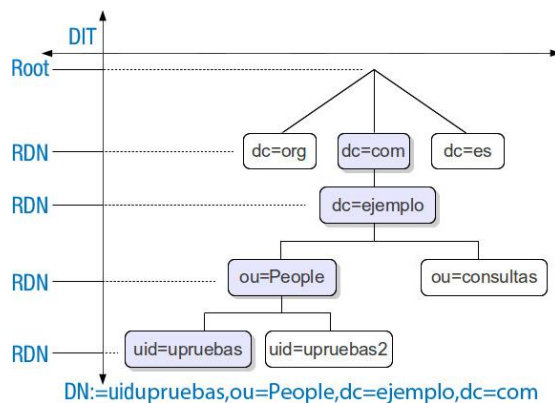 DIT
Root
RDN dc=org dc=com dc=es
RDN dc=ejemplo
RDN ou=People ou=consultas
RDN uid=upruebas uid=upruebas2
DN:=uidupruebas,ou=People,dc=ejemplo,dc=com